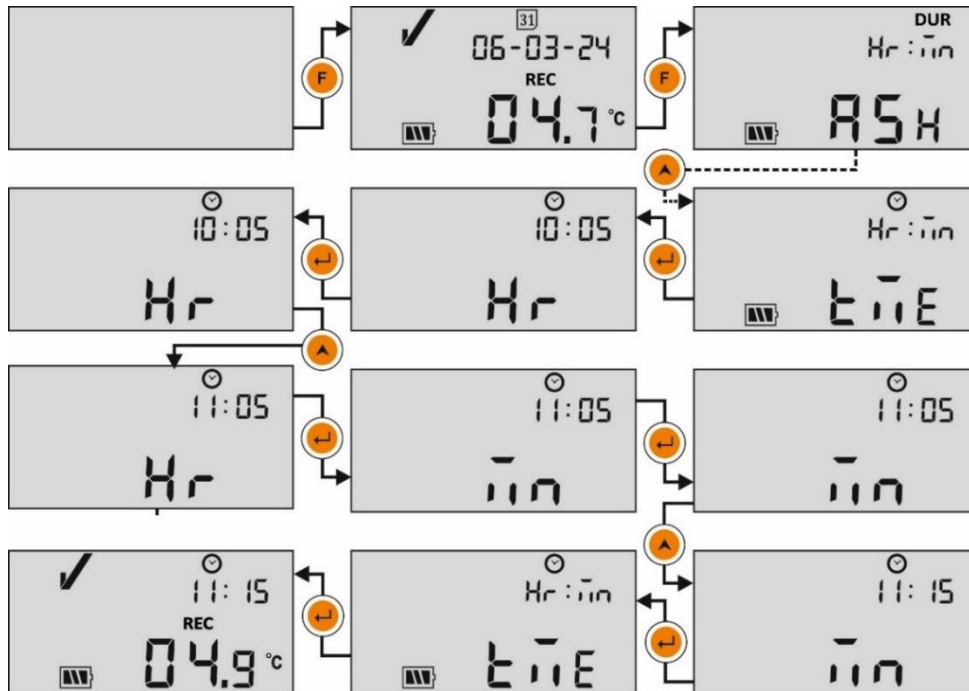 F
31
06-03-24
REC
04.7 °C
F
DUR
Hr:mn
ASH
10:05
Hr
10:05
Hr
Hr:mn
tmE
11:05
Hr
11:05
mn
11:05
mn
11:15
REC
04.9 °C
Hr:mn
tmE
11:15
mn